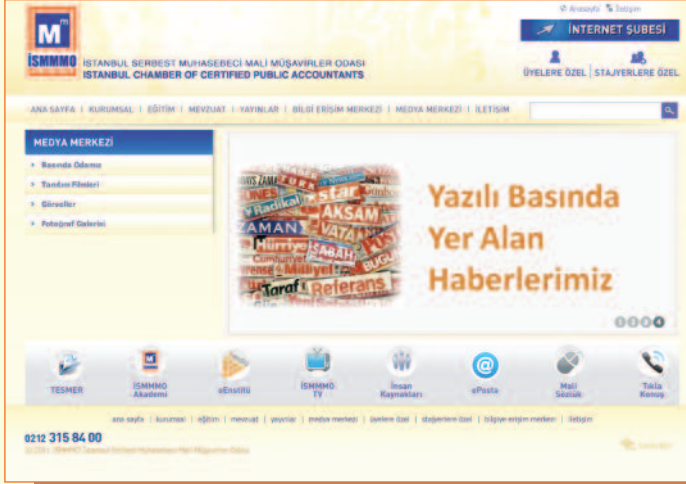 Anasayfa İletişim
İNTERNET ŞUBESİ
M m
İSMMMO
İSTANBUL SERBEST MUHASEBECİ MALİ MÜŞAVİRLER ODASI
ISTANBUL CHAMBER OF CERTIFIED PUBLIC ACCOUNTANTS
ÜYELERE ÖZEL | STAJYERLERE ÖZEL
ANA SAYFA | KURUMSAL | EĞİTİM | MEVZUAT | YAYINLAR | BİLGİ ERİŞİM MERKEZİ | MEDYA MERKEZİ | İLETİŞİM
MEDYA MERKEZİ
Basında Odamız
Tanıtım Filmleri
Görseller
Fotoğraf Galerisi
star
Radikal
AKSAM
ZAMAN
VATAN
Hürriyet
SABAH
POS
Cumhuriyet
BUGÜ
Milliyet
Taraf
Referans
Yazılı Basında
Yer Alan
Haberlerimiz
1 2 3 4
TESMER
İSMMMO Akademi
eEnstitü
İSMMMO TV
İnsan Kaynakları
ePosta
Mali Sözlük
Tıkla Konuş
ana sayfa | kurumsal | eğitim | mevzuat | yayınlar | medya merkezi | üyelere özel | stajyerlere özel | bilgiye erişim merkezi | iletişim
0212 315 84 00